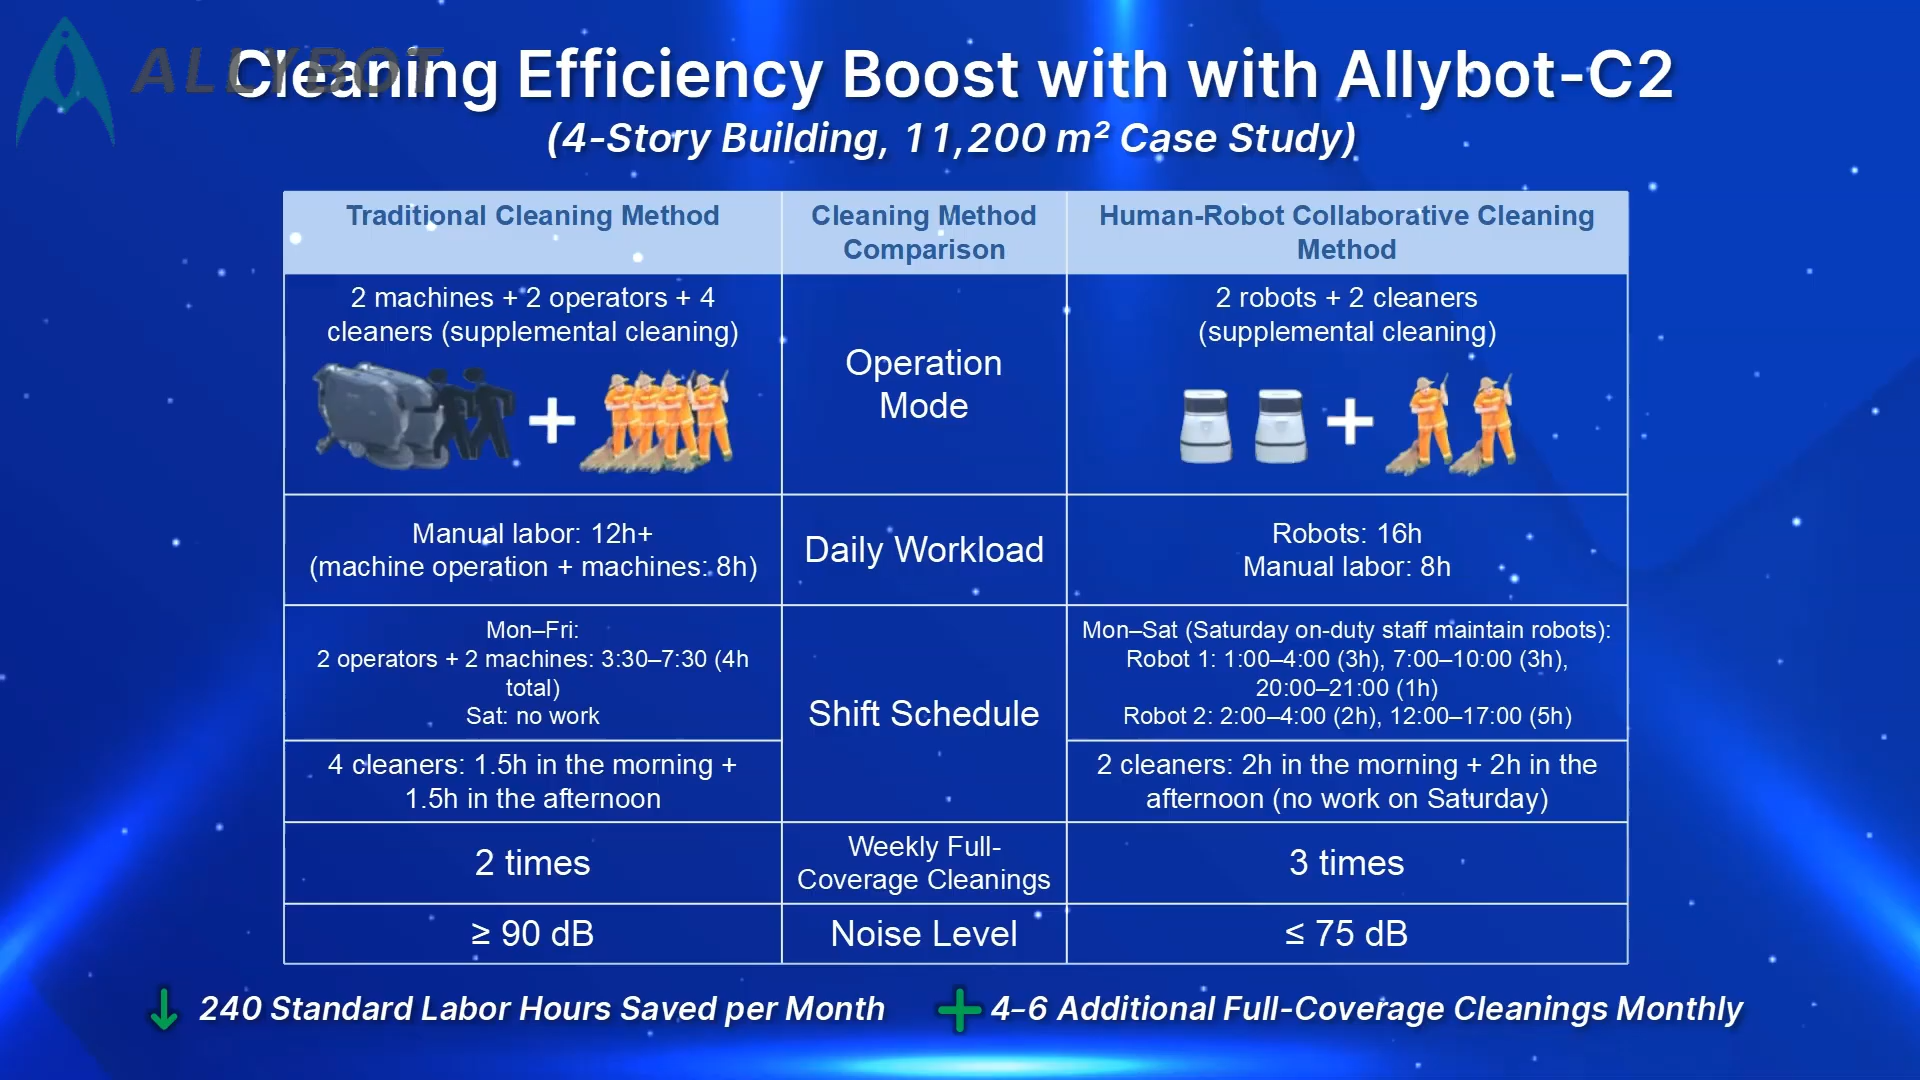 ALLYBOT
Cleaning Efficiency Boost with with Allybot-C2
(4-Story Building, 11,200 m² Case Study)
Traditional Cleaning Method
Cleaning Method
Comparison
Human-Robot Collaborative Cleaning
Method
2 machines + 2 operators + 4
cleaners (supplemental cleaning)
Operation
Mode
2 robots + 2 cleaners
(supplemental cleaning)
Manual labor: 12h+
(machine operation + machines: 8h)
Daily Workload
Robots: 16h
Manual labor: 8h
Mon–Fri:
2 operators + 2 machines: 3:30–7:30 (4h
total)
Sat: no work
Shift Schedule
Mon–Sat (Saturday on-duty staff maintain robots):
Robot 1: 1:00–4:00 (3h), 7:00–10:00 (3h),
20:00–21:00 (1h)
Robot 2: 2:00–4:00 (2h), 12:00–17:00 (5h)
4 cleaners: 1.5h in the morning +
1.5h in the afternoon
2 cleaners: 2h in the morning + 2h in the
afternoon (no work on Saturday)
2 times
Weekly Full-
Coverage Cleanings
3 times
≥ 90 dB
Noise Level
≤ 75 dB
240 Standard Labor Hours Saved per Month
4–6 Additional Full-Coverage Cleanings Monthly